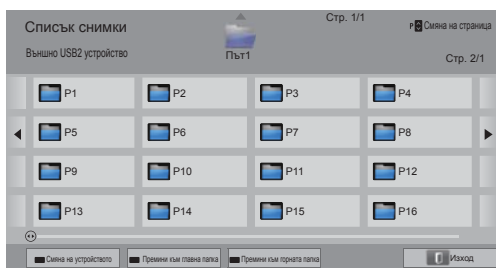 Списък снимки
Стр. 1/1
P Смяна на страница
Външно USB2 устройство
Път1
Стр. 2/1
P1 P2 P3 P4
P5 P6 P7 P8
P9 P10 P11 P12
P13 P14 P15 P16
Смяна на устройството Премини към главна папка Премини към горната папка Изход